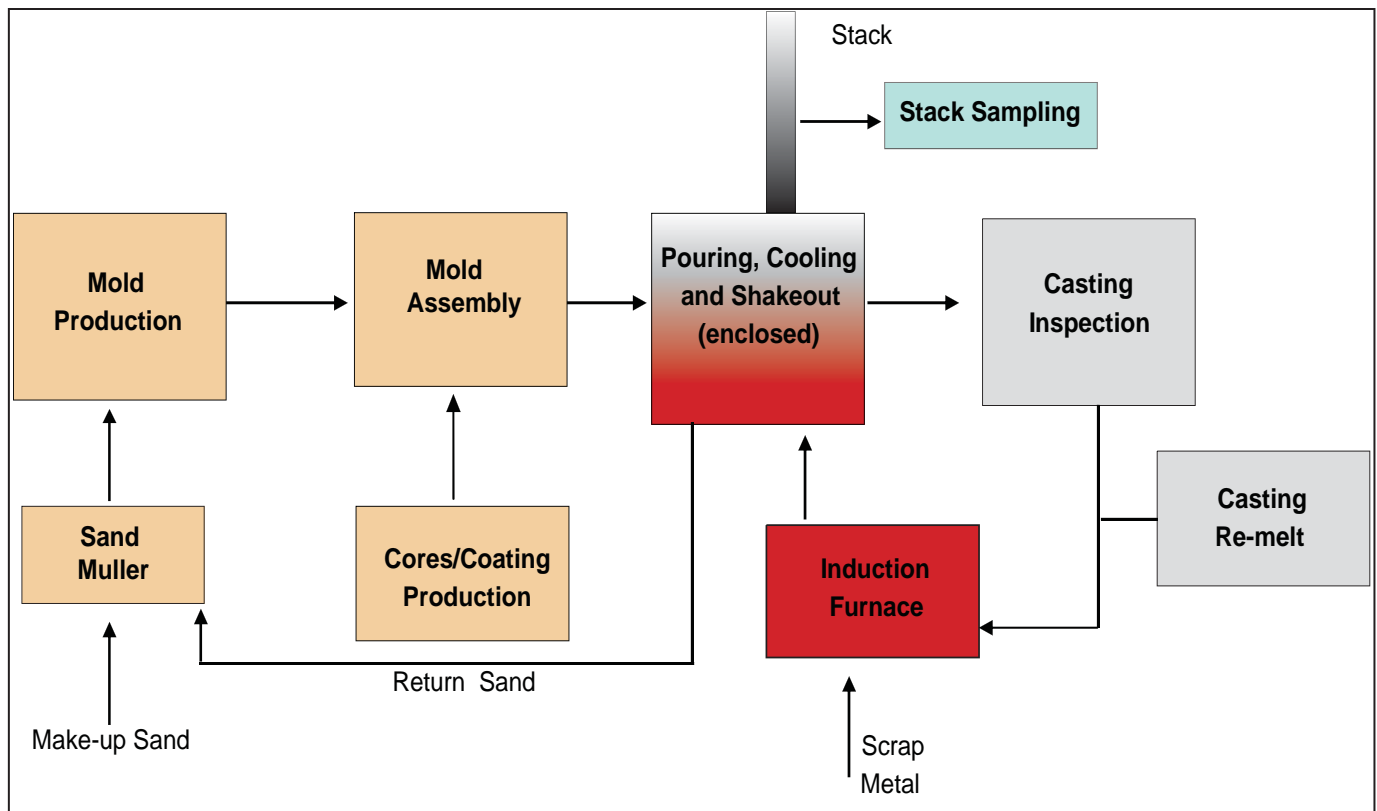 Stack
Stack Sampling
Mold
Production
Mold
Assembly
Pouring, Cooling
and Shakeout
(enclosed)
Casting
Inspection
Sand
Muller
Cores/Coating
Production
Induction
Furnace
Casting
Re-melt
Return Sand
Make-up Sand
Scrap
Metal